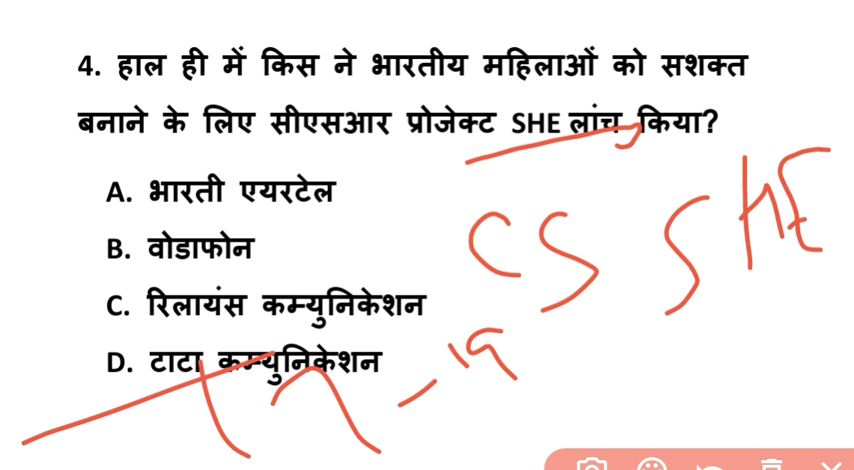 4. हाल ही में किस ने भारतीय महिलाओं को सशक्त
बनाने के लिए सीएसआर प्रोजेक्ट SHE लांच किया?
A. भारती एयरटेल
B. वोडाफोन
C. रिलायंस कम्युनिकेशन
D. टाटा कम्युनिकेशन
CS SHE